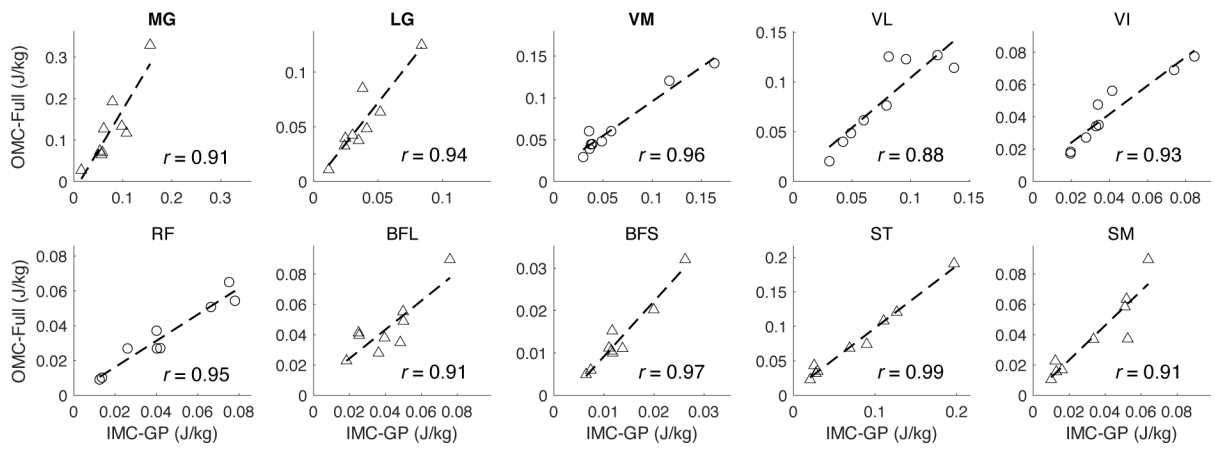 MG LG VM VL VI
OMC-Full (J/kg)
0.3
0.2
0.1
0
0 0.1 0.2 0.3
r = 0.91
0.1
0.05
0
0 0.05 0.1
r = 0.94
0.15
0.1
0.05
0
0 0.05 0.1 0.15
r = 0.96
0.15
0.1
0.05
0
0 0.05 0.1 0.15
r = 0.88
0.08
0.06
0.04
0.02
0
0 0.02 0.04 0.06 0.08
r = 0.93
RF BFL BFS ST SM
OMC-Full (J/kg)
0.08
0.06
0.04
0.02
0
0 0.02 0.04 0.06 0.08
r = 0.95
IMC-GP (J/kg)
0.08
0.06
0.04
0.02
0
0 0.02 0.04 0.06 0.08
r = 0.91
IMC-GP (J/kg)
0.03
0.02
0.01
0
0 0.01 0.02 0.03
r = 0.97
IMC-GP (J/kg)
0.2
0.15
0.1
0.05
0
0 0.1 0.2
r = 0.99
IMC-GP (J/kg)
0.08
0.06
0.04
0.02
0
0 0.02 0.04 0.06 0.08
r = 0.91
IMC-GP (J/kg)